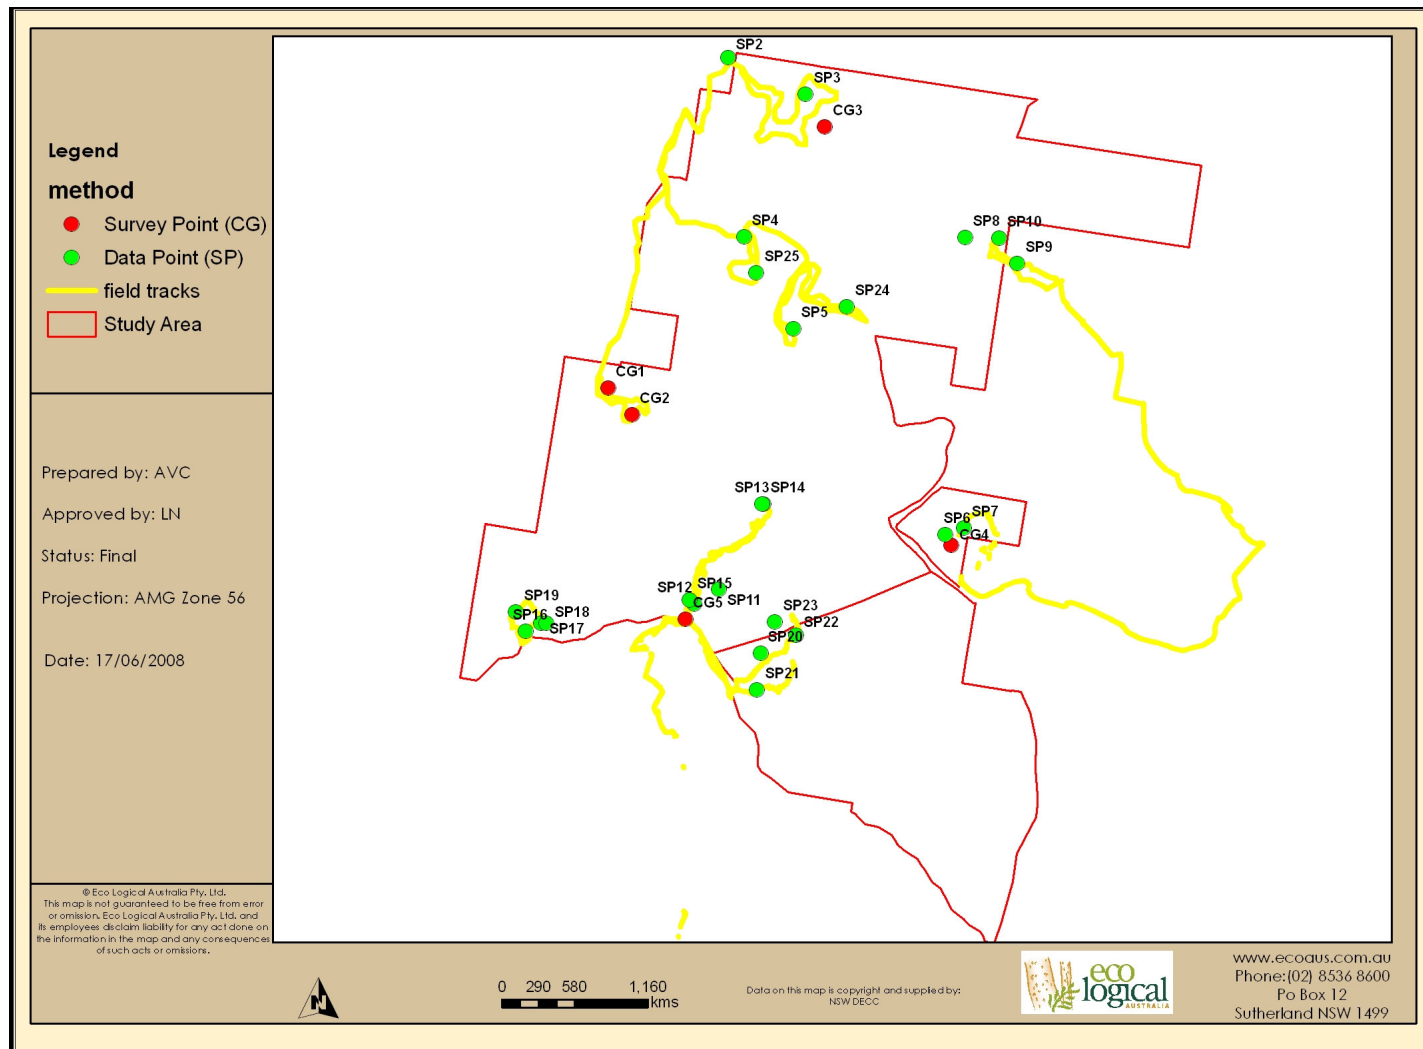 Legend
method
Survey Point (CG)
Data Point (SP)
field tracks
Study Area
Prepared by: AVC
Approved by: LN
Status: Final
Projection: AMG Zone 56
Date: 17/06/2008
© Eco Logical Australia Pty. Ltd.
This map is not guaranteed to be free from error
or omission. Eco Logical Australia Pty. Ltd. and
its employees disclaim liability for any act done on
the information in the map and any consequences
of such acts or omissions.
SP2
SP3
CG3
SP4
SP25
SP24
SP5
SP8
SP10
SP9
CG1
CG2
SP13
SP14
SP6
SP7
CG4
SP12
SP15
SP11
CG5
SP19
SP16
SP18
SP17
SP23
SP22
SP20
SP21
N
0 290 580 1,160
kms
Data on this map is copyright and supplied by:
NSW DECC
eco
logical
AUSTRALIA
www.ecoaus.com.au
Phone:(02) 8536 8600
Po Box 12
Sutherland NSW 1499